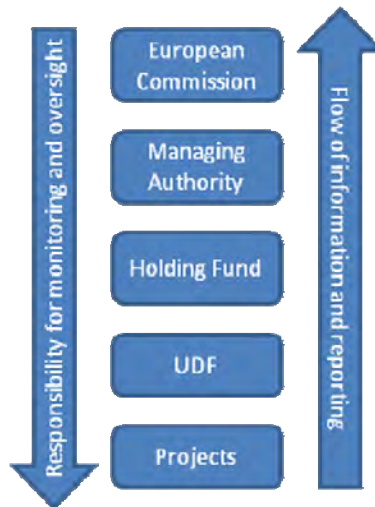 Responsibility for monitoring and oversight
European
Commission
Managing
Authority
Holding Fund
UDF
Projects
Flow of information and reporting